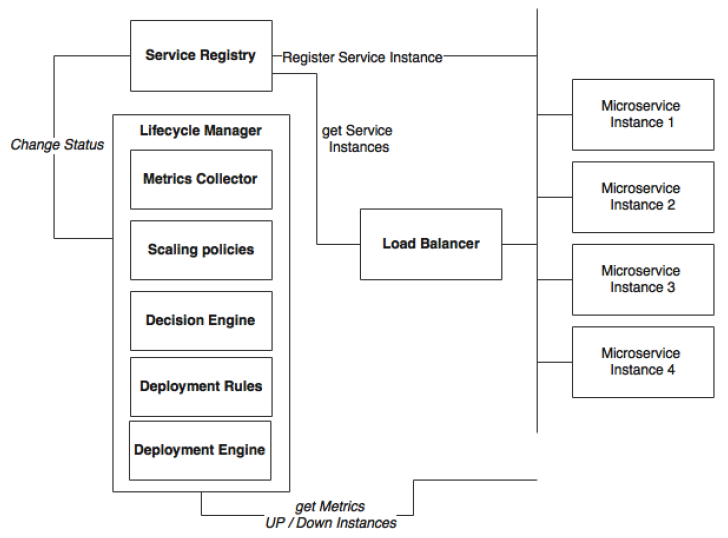 Service Registry
Register Service Instance
Change Status
Lifecycle Manager
Metrics Collector
Scaling policies
Decision Engine
Deployment Rules
Deployment Engine
get Service
Instances
Load Balancer
Microservice
Instance 1
Microservice
Instance 2
Microservice
Instance 3
Microservice
Instance 4
get Metrics
UP / Down Instances